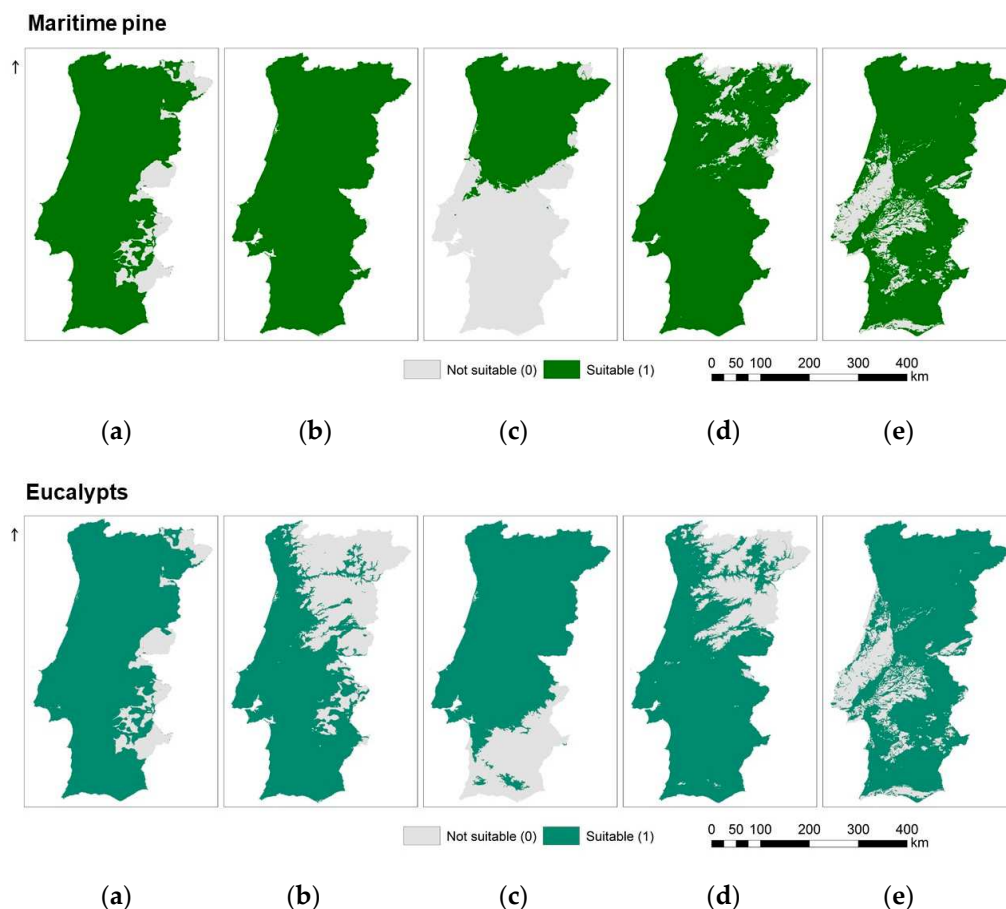 Maritime pine
↑
Not suitable (0) Suitable (1)
0 50 100 200 300 400
km
(a) (b) (c) (d) (e)
Eucalypts
↑
Not suitable (0) Suitable (1)
0 50 100 200 300 400
km
(a) (b) (c) (d) (e)